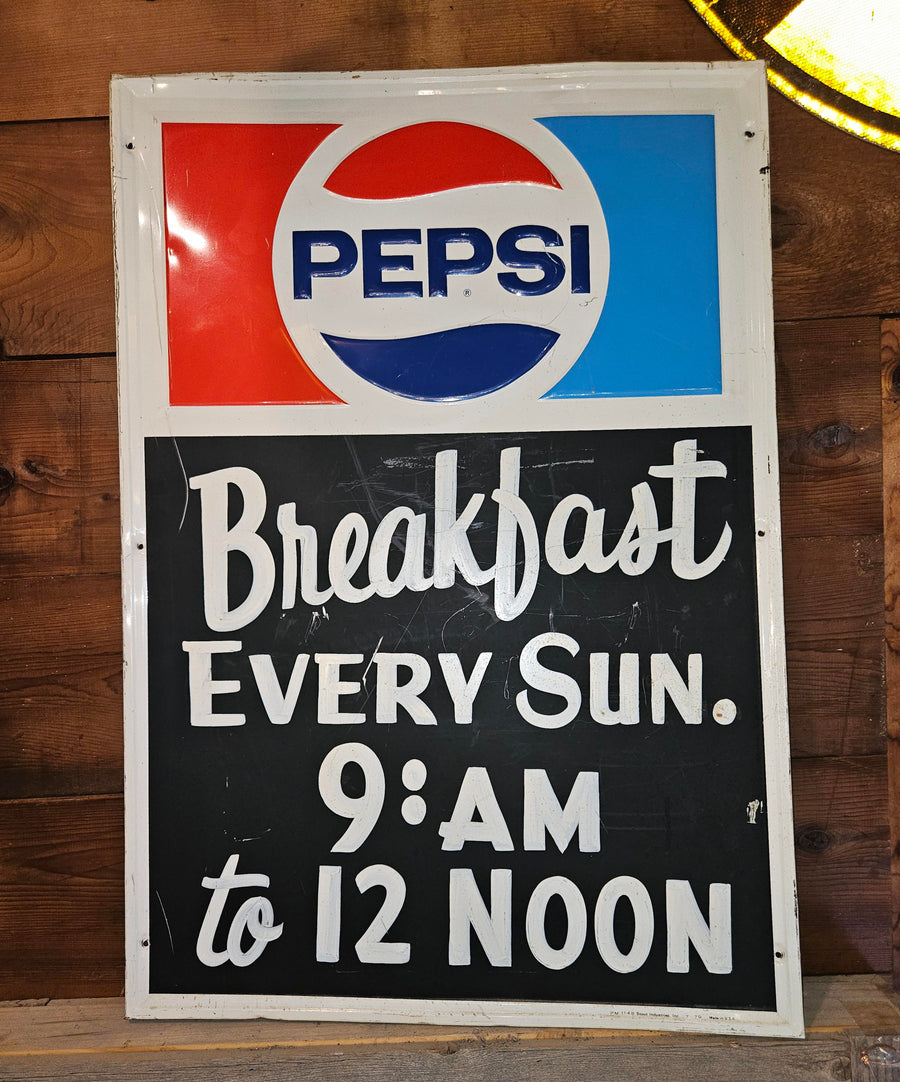 PEPSI
®
Breakfast
EVERY SUN.
9:AM
to 12 NOON